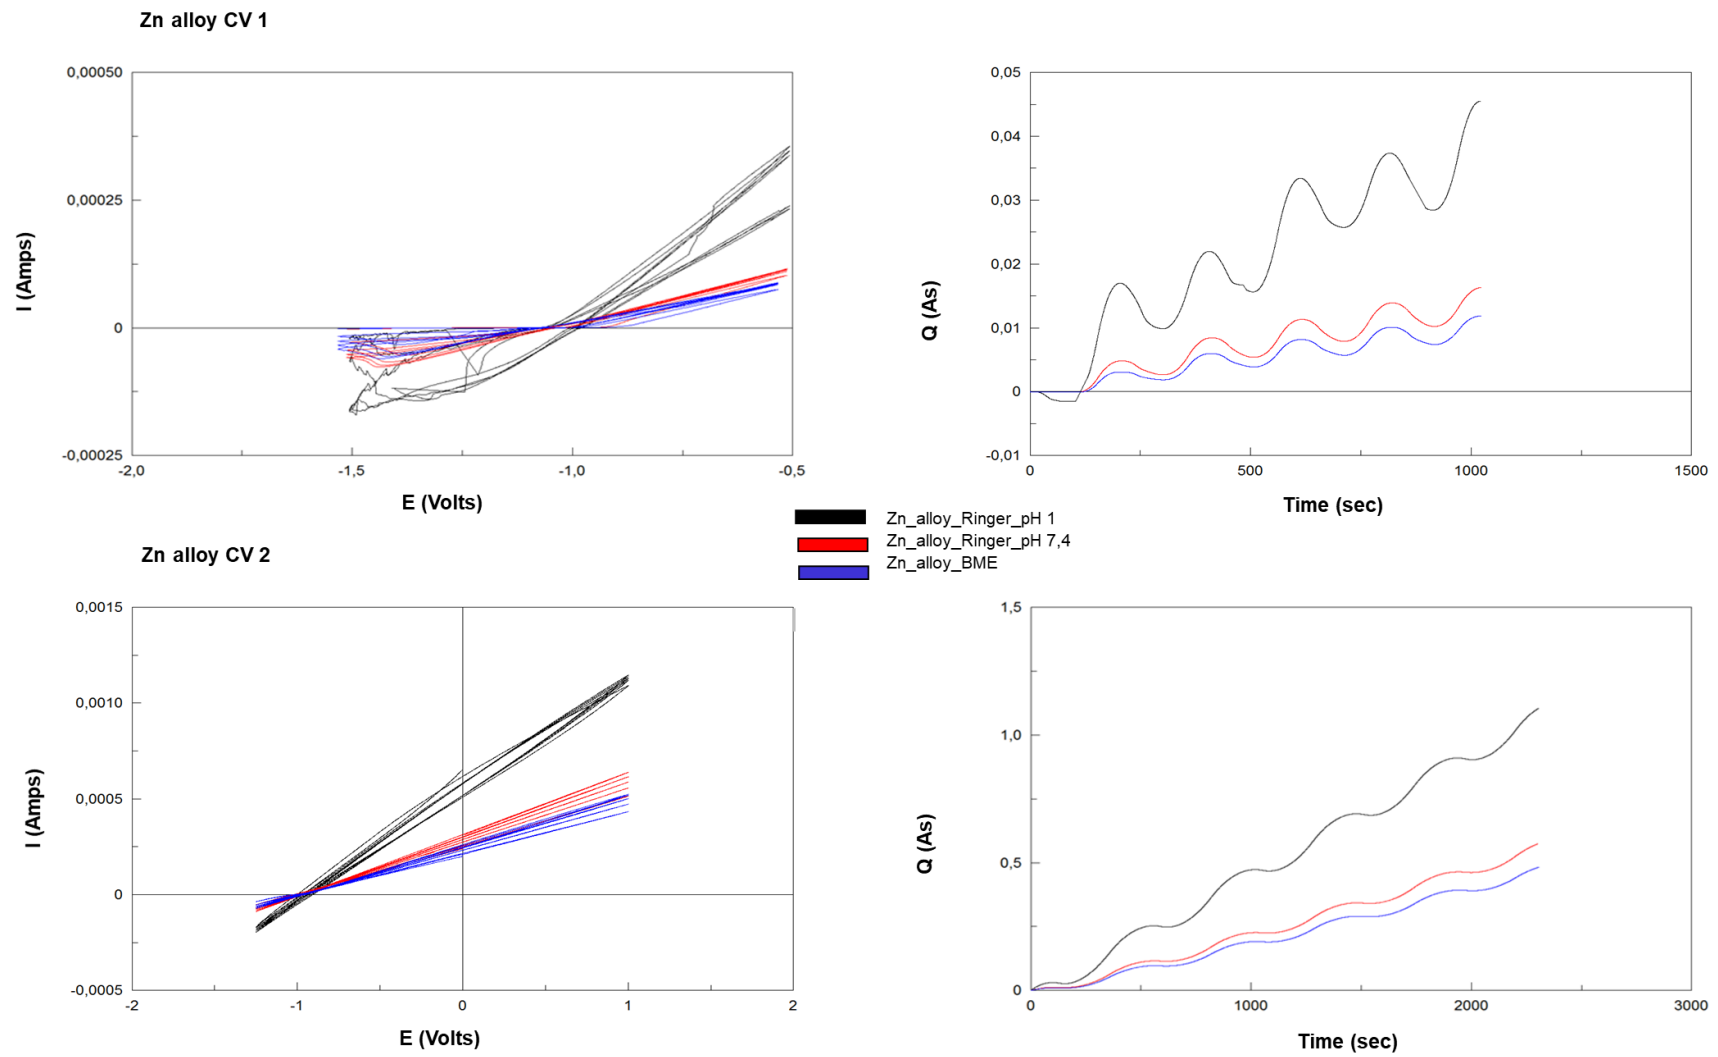 Zn alloy CV 1
0,00050
0,00025
0
-0,00025
-2,0
-1,5
-1,0
-0,5
I (Amps)
E (Volts)
0,05
0,04
0,03
0,02
0,01
0
-0,01
0
500
1000
1500
Q (As)
Time (sec)
Zn_alloy_Ringer_pH 1
Zn_alloy_Ringer_pH 7,4
Zn_alloy_BME
Zn alloy CV 2
0,0015
0,0010
0,0005
0
-0,0005
-2
-1
0
1
2
I (Amps)
E (Volts)
1,5
1,0
0,5
0
0
1000
2000
3000
Q (As)
Time (sec)